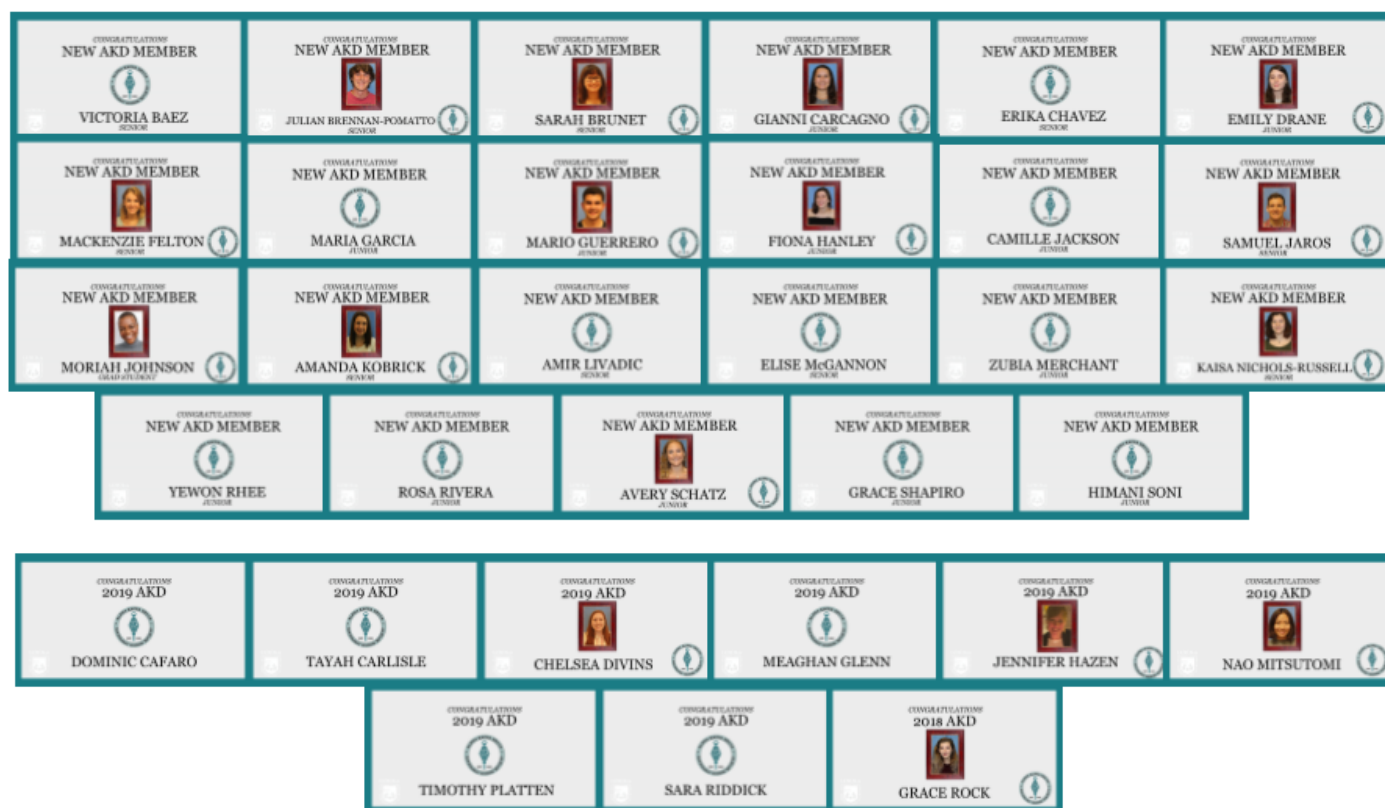 CONGRATULATIONS
NEW AKD MEMBER
VICTORIA BAEZ
SENIOR
CONGRATULATIONS
NEW AKD MEMBER
JULIAN BRENNAN-POMATTO
SENIOR
CONGRATULATIONS
NEW AKD MEMBER
SARAH BRUNET
SENIOR
CONGRATULATIONS
NEW AKD MEMBER
GIANNI CARCAGNO
JUNIOR
CONGRATULATIONS
NEW AKD MEMBER
ERIKA CHAVEZ
SENIOR
CONGRATULATIONS
NEW AKD MEMBER
EMILY DRANE
JUNIOR
CONGRATULATIONS
NEW AKD MEMBER
MACKENZIE FELTON
SENIOR
CONGRATULATIONS
NEW AKD MEMBER
MARIA GARCIA
JUNIOR
CONGRATULATIONS
NEW AKD MEMBER
MARIO GUERRERO
JUNIOR
CONGRATULATIONS
NEW AKD MEMBER
FIONA HANLEY
JUNIOR
CONGRATULATIONS
NEW AKD MEMBER
CAMILLE JACKSON
JUNIOR
CONGRATULATIONS
NEW AKD MEMBER
SAMUEL JAROS
SENIOR
CONGRATULATIONS
NEW AKD MEMBER
MORIAH JOHNSON
GRAD STUDENT
CONGRATULATIONS
NEW AKD MEMBER
AMANDA KOBRICK
SENIOR
CONGRATULATIONS
NEW AKD MEMBER
AMIR LIVADIC
SENIOR
CONGRATULATIONS
NEW AKD MEMBER
ELISE McGANNON
SENIOR
CONGRATULATIONS
NEW AKD MEMBER
ZUBIA MERCHANT
JUNIOR
CONGRATULATIONS
NEW AKD MEMBER
KAISA NICHOLS-RUSSELL
SENIOR
CONGRATULATIONS
NEW AKD MEMBER
YEWON RHEE
JUNIOR
CONGRATULATIONS
NEW AKD MEMBER
ROSA RIVERA
JUNIOR
CONGRATULATIONS
NEW AKD MEMBER
AVERY SCHATZ
JUNIOR
CONGRATULATIONS
NEW AKD MEMBER
GRACE SHAPIRO
JUNIOR
CONGRATULATIONS
NEW AKD MEMBER
HIMANI SONI
JUNIOR
CONGRATULATIONS
2019 AKD
DOMINIC CAFARO
CONGRATULATIONS
2019 AKD
TAYAH CARLISLE
CONGRATULATIONS
2019 AKD
CHELSEA DIVINS
CONGRATULATIONS
2019 AKD
MEAGHAN GLENN
CONGRATULATIONS
2019 AKD
JENNIFER HAZEN
CONGRATULATIONS
2019 AKD
NAO MITSUTOMI
CONGRATULATIONS
2019 AKD
TIMOTHY PLATTEN
CONGRATULATIONS
2019 AKD
SARA RIDDICK
CONGRATULATIONS
2018 AKD
GRACE ROCK